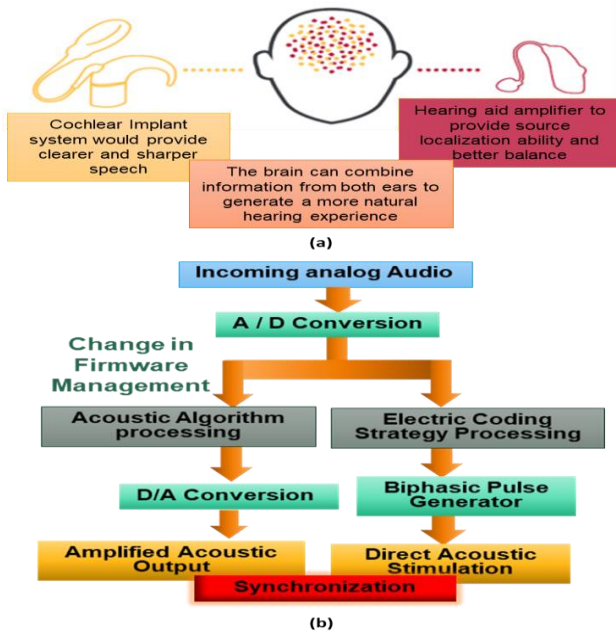 Cochlear Implant
system would provide
clearer and sharper
speech
Hearing aid amplifier to
provide source
localization ability and
better balance
The brain can combine
information from both ears to
generate a more natural
hearing experience
(a)
Incoming analog Audio
A / D Conversion
Change in
Firmware
Management
Acoustic Algorithm
processing
Electric Coding
Strategy Processing
D/A Conversion
Biphasic Pulse
Generator
Amplified Acoustic
Output
Direct Acoustic
Stimulation
Synchronization
(b)